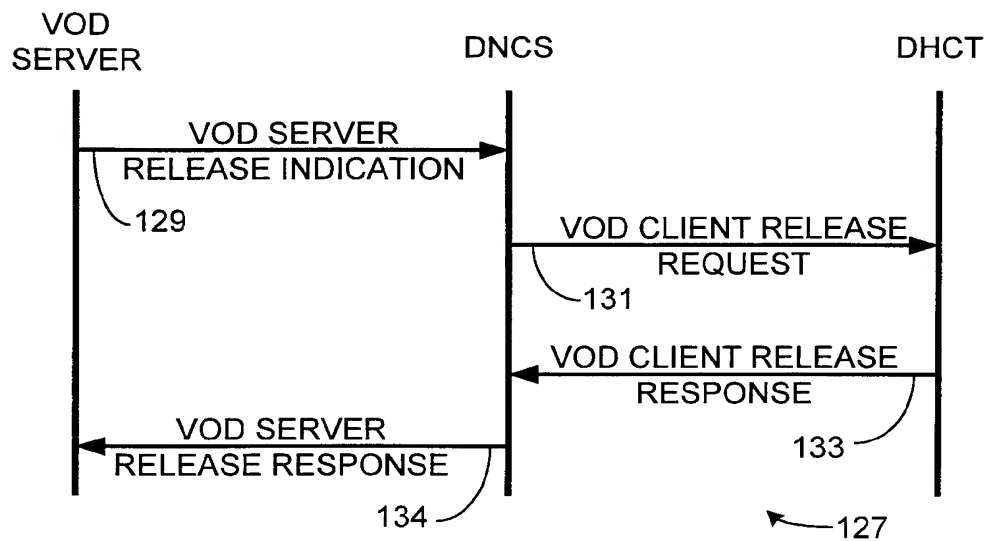 VOD
SERVER
DNCS
DHCT
VOD SERVER
RELEASE INDICATION
129
VOD CLIENT RELEASE
REQUEST
131
VOD CLIENT RELEASE
RESPONSE
133
VOD SERVER
RELEASE RESPONSE
134
127